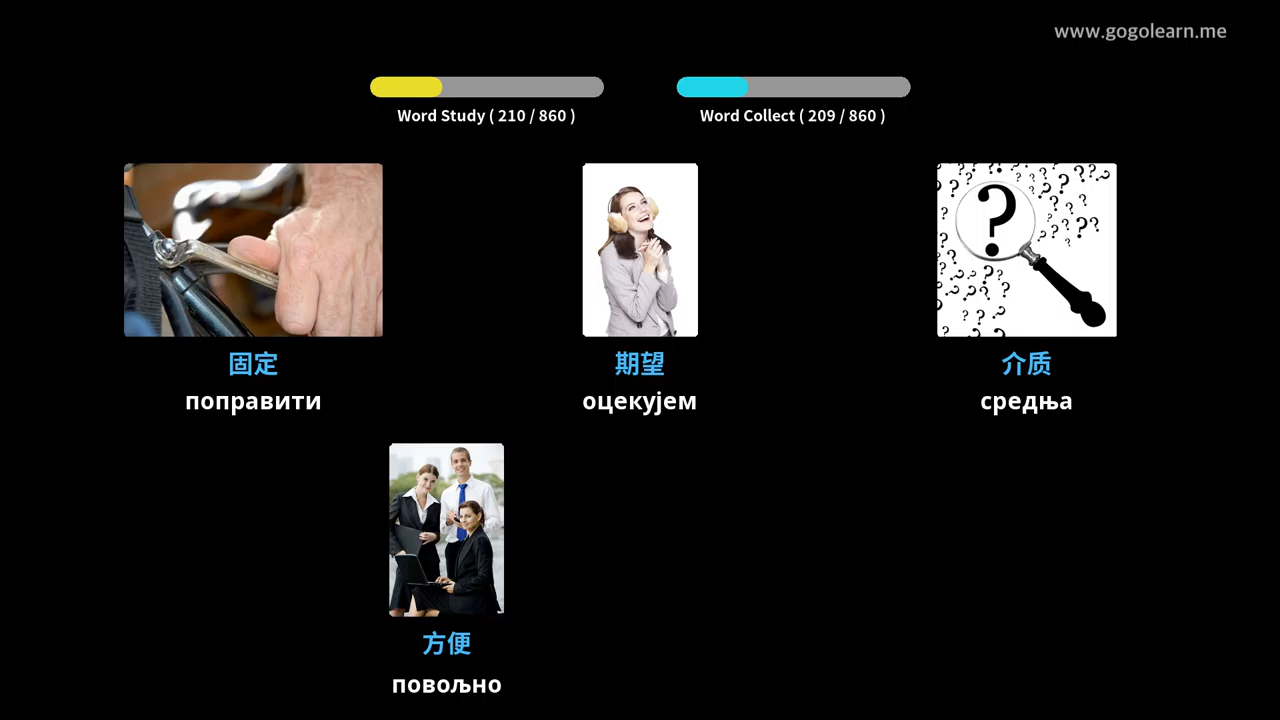 www.gogolearn.me
Word Study ( 210 / 860 )
Word Collect ( 209 / 860 )
固定
期望
介质
поправити
оцекујем
средња
方便
повољно